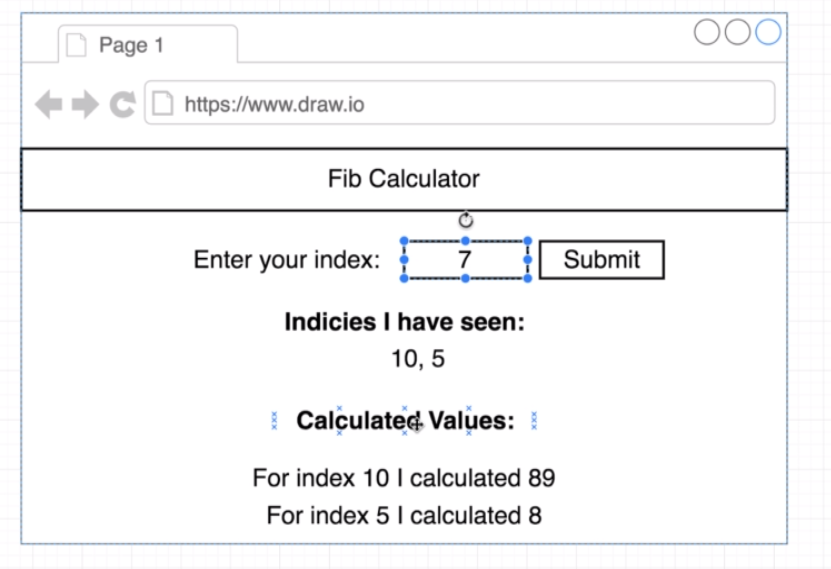 Page 1
https://www.draw.io
Fib Calculator
Enter your index: 7 Submit
Indicies I have seen:
10, 5
Calculated Values:
For index 10 I calculated 89
For index 5 I calculated 8